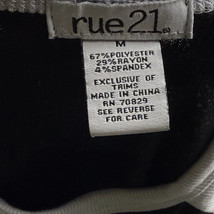 rue21®
M
67%POLYESTER
29%RAYON
4%SPANDEX
EXCLUSIVE OF
TRIMS
MADE IN CHINA
RN 70829
SEE REVERSE
FOR CARE